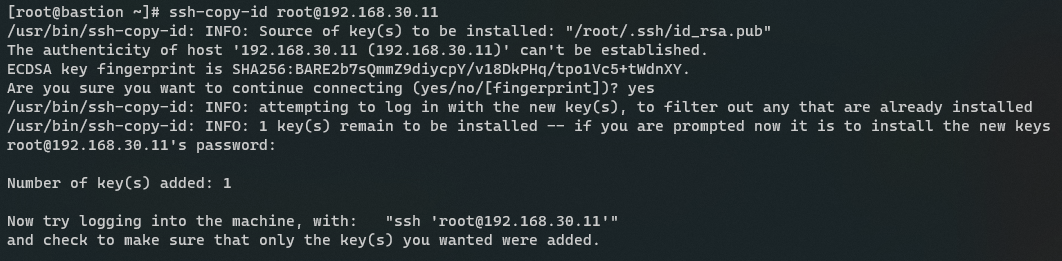 [root@bastion ~]# ssh-copy-id root@192.168.30.11
/usr/bin/ssh-copy-id: INFO: Source of key(s) to be installed: "/root/.ssh/id_rsa.pub"
The authenticity of host '192.168.30.11 (192.168.30.11)' can't be established.
ECDSA key fingerprint is SHA256:BARE2b7sQmmZ9diycpY/v18DkPHq/tpo1Vc5+tWdnXY.
Are you sure you want to continue connecting (yes/no/[fingerprint])? yes
/usr/bin/ssh-copy-id: INFO: attempting to log in with the new key(s), to filter out any that are already installed
/usr/bin/ssh-copy-id: INFO: 1 key(s) remain to be installed -- if you are prompted now it is to install the new keys
root@192.168.30.11's password:
Number of key(s) added: 1
Now try logging into the machine, with:   "ssh 'root@192.168.30.11'"
and check to make sure that only the key(s) you wanted were added.